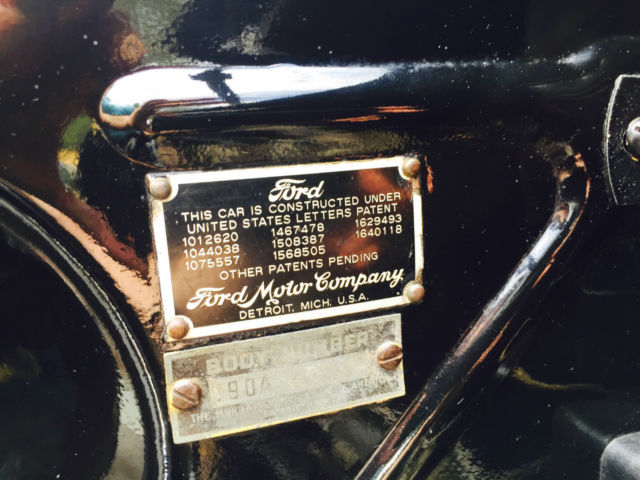 Ford
THIS CAR IS CONSTRUCTED UNDER
UNITED STATES LETTERS PATENT
1012620 1467478 1629493
1044038 1508387 1640118
1075557 1568505
OTHER PATENTS PENDING
Ford Motor Company
DETROIT, MICH. U.S.A.
BODY NUMBER
90A
THE